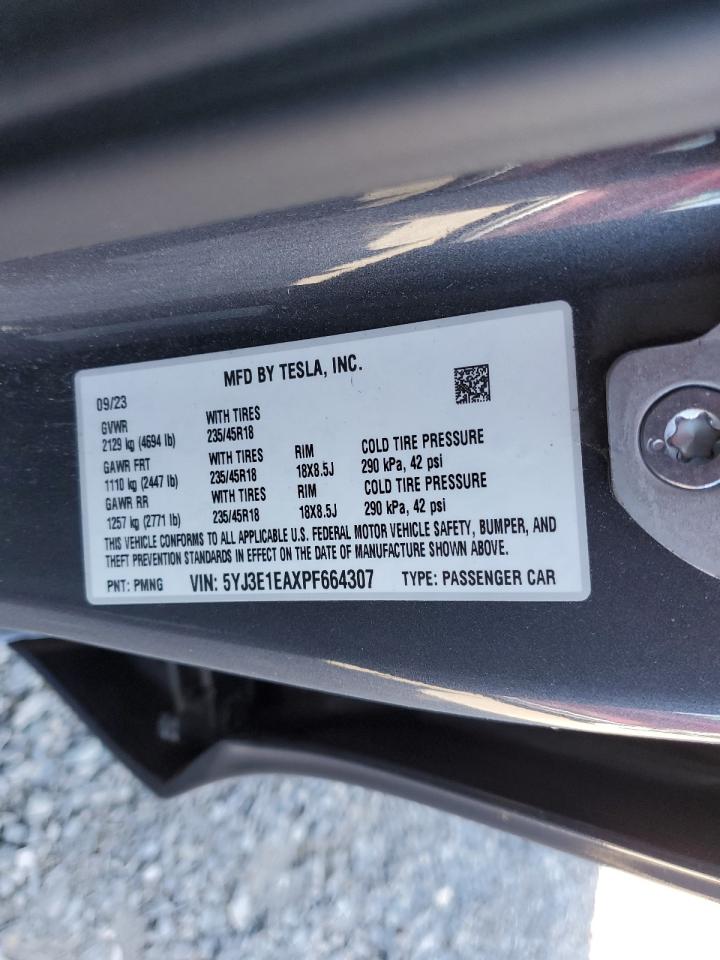 MFD BY TESLA, INC.
09/23
GVWR WITH TIRES
2129 kg (4694 lb) 235/45R18
GAWR FRT WITH TIRES RIM COLD TIRE PRESSURE
1110 kg (2447 lb) 235/45R18 18X8.5J 290 kPa, 42 psi
GAWR RR WITH TIRES RIM COLD TIRE PRESSURE
1257 kg (2771 lb) 235/45R18 18X8.5J 290 kPa, 42 psi
THIS VEHICLE CONFORMS TO ALL APPLICABLE U.S. FEDERAL MOTOR VEHICLE SAFETY, BUMPER, AND
THEFT PREVENTION STANDARDS IN EFFECT ON THE DATE OF MANUFACTURE SHOWN ABOVE.
PNT: PMNG VIN: 5YJ3E1EAXPF664307 TYPE: PASSENGER CAR